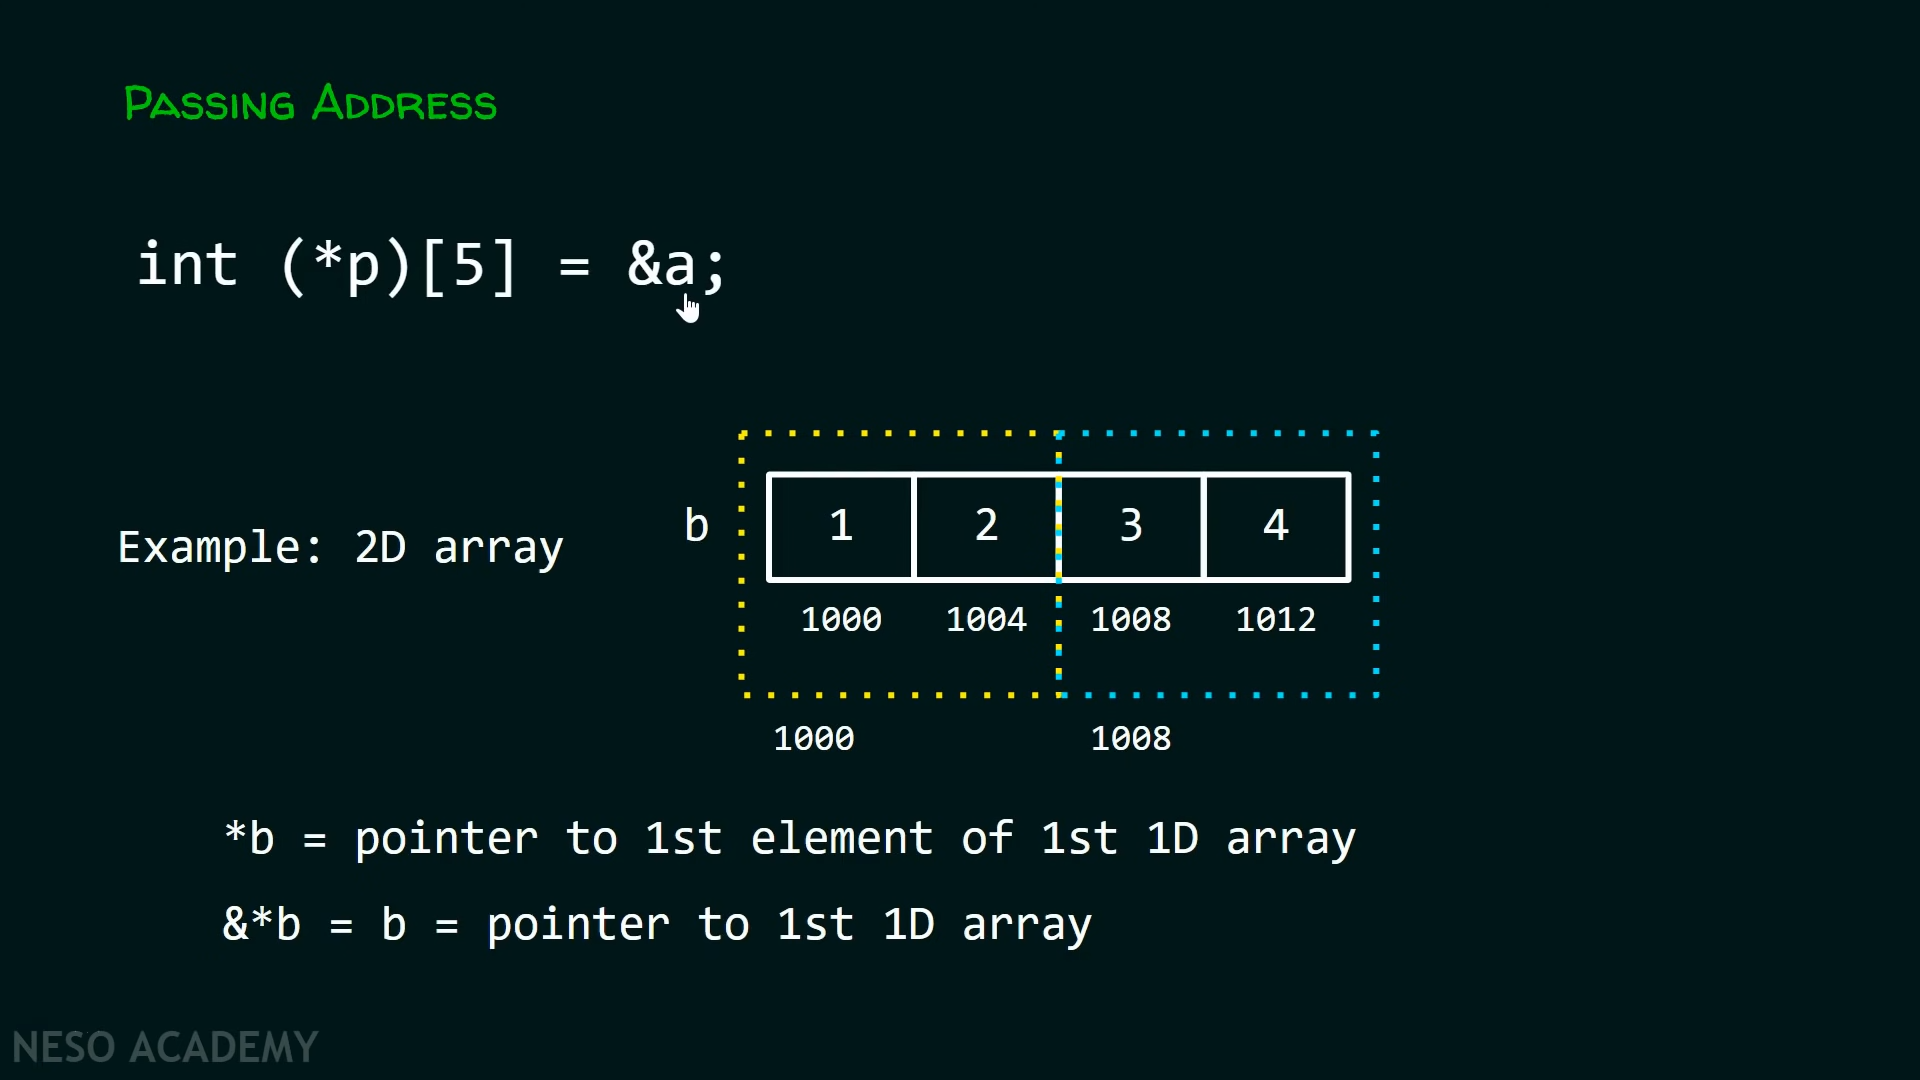 Passing Address
int (*p)[5] = &a;
Example: 2D array
b
1 2 3 4
1000 1004 1008 1012
1000 1008
*b = pointer to 1st element of 1st 1D array
&*b = b = pointer to 1st 1D array
NESO ACADEMY